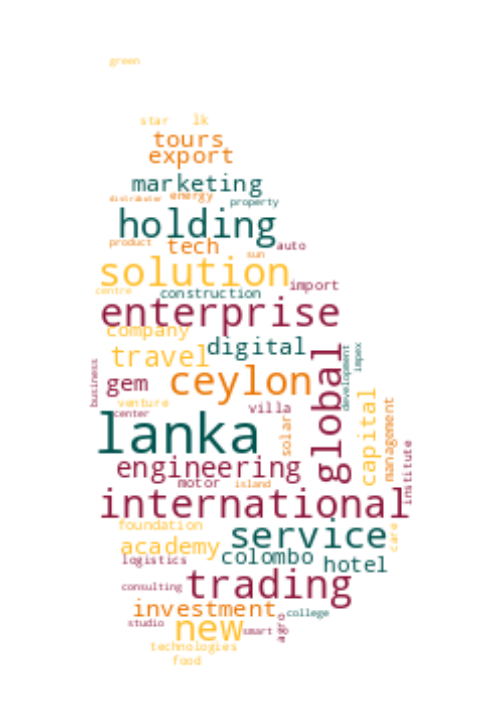 green
star lk
tours
export
marketing
distributor energy
property
holding
product tech auto
sun
solution
import
centre construction
enterprise
company
digital
travel
global
development
impex
business
gem
ceylon
capital
management
venture
center
villa
lanka
solar
institute
engineering
motor island
international
foundation
service
care
academy
colombo
logistics
hotel
consulting
trading
investment
college
studio
new
smart
agro
technologies
food